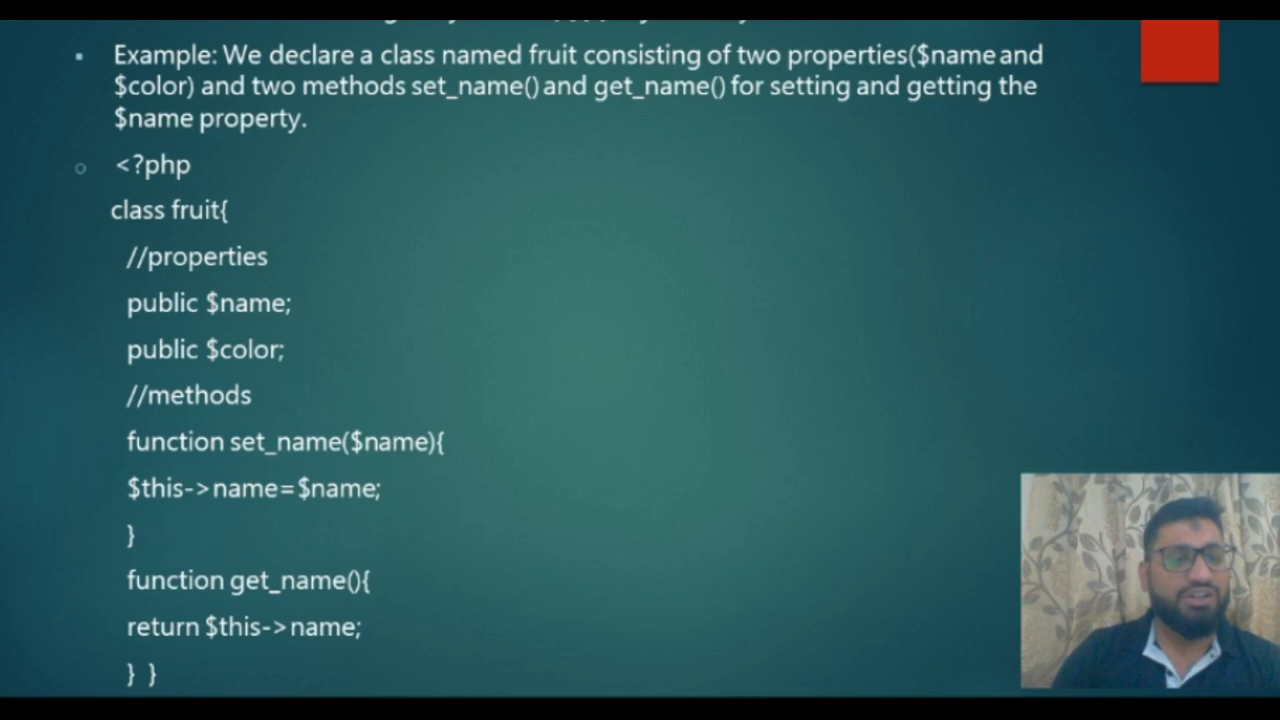 Example: We declare a class named fruit consisting of two properties($name and
$color) and two methods set_name() and get_name() for setting and getting the
$name property.
<?php
class fruit{
//properties
public $name;
public $color;
//methods
function set_name($name){
$this->name=$name;
}
function get_name(){
return $this->name;
} }